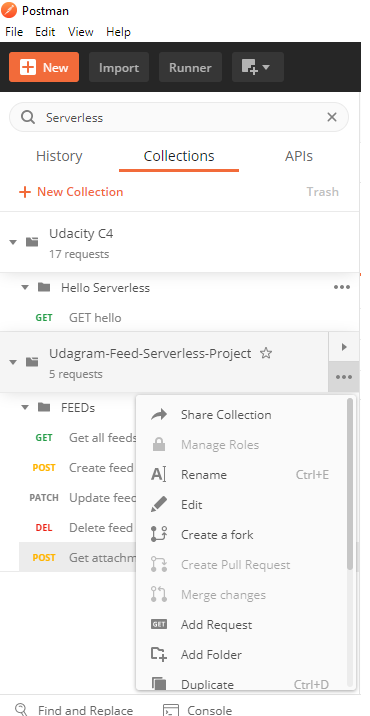 Postman
File Edit View Help
New Import Runner
Serverless
History Collections APIs
New Collection Trash
Udacity C4
17 requests
Hello Serverless
GET GET hello
Udagram-Feed-Serverless-Project
5 requests
FEEDs
GET Get all feeds
POST Create feed
PATCH Update feed
DEL Delete feed
POST Get attachm
Share Collection
Manage Roles
Rename Ctrl+E
Edit
Create a fork
Create Pull Request
Merge changes
GET Add Request
Add Folder
Duplicate Ctrl+D
Find and Replace Console